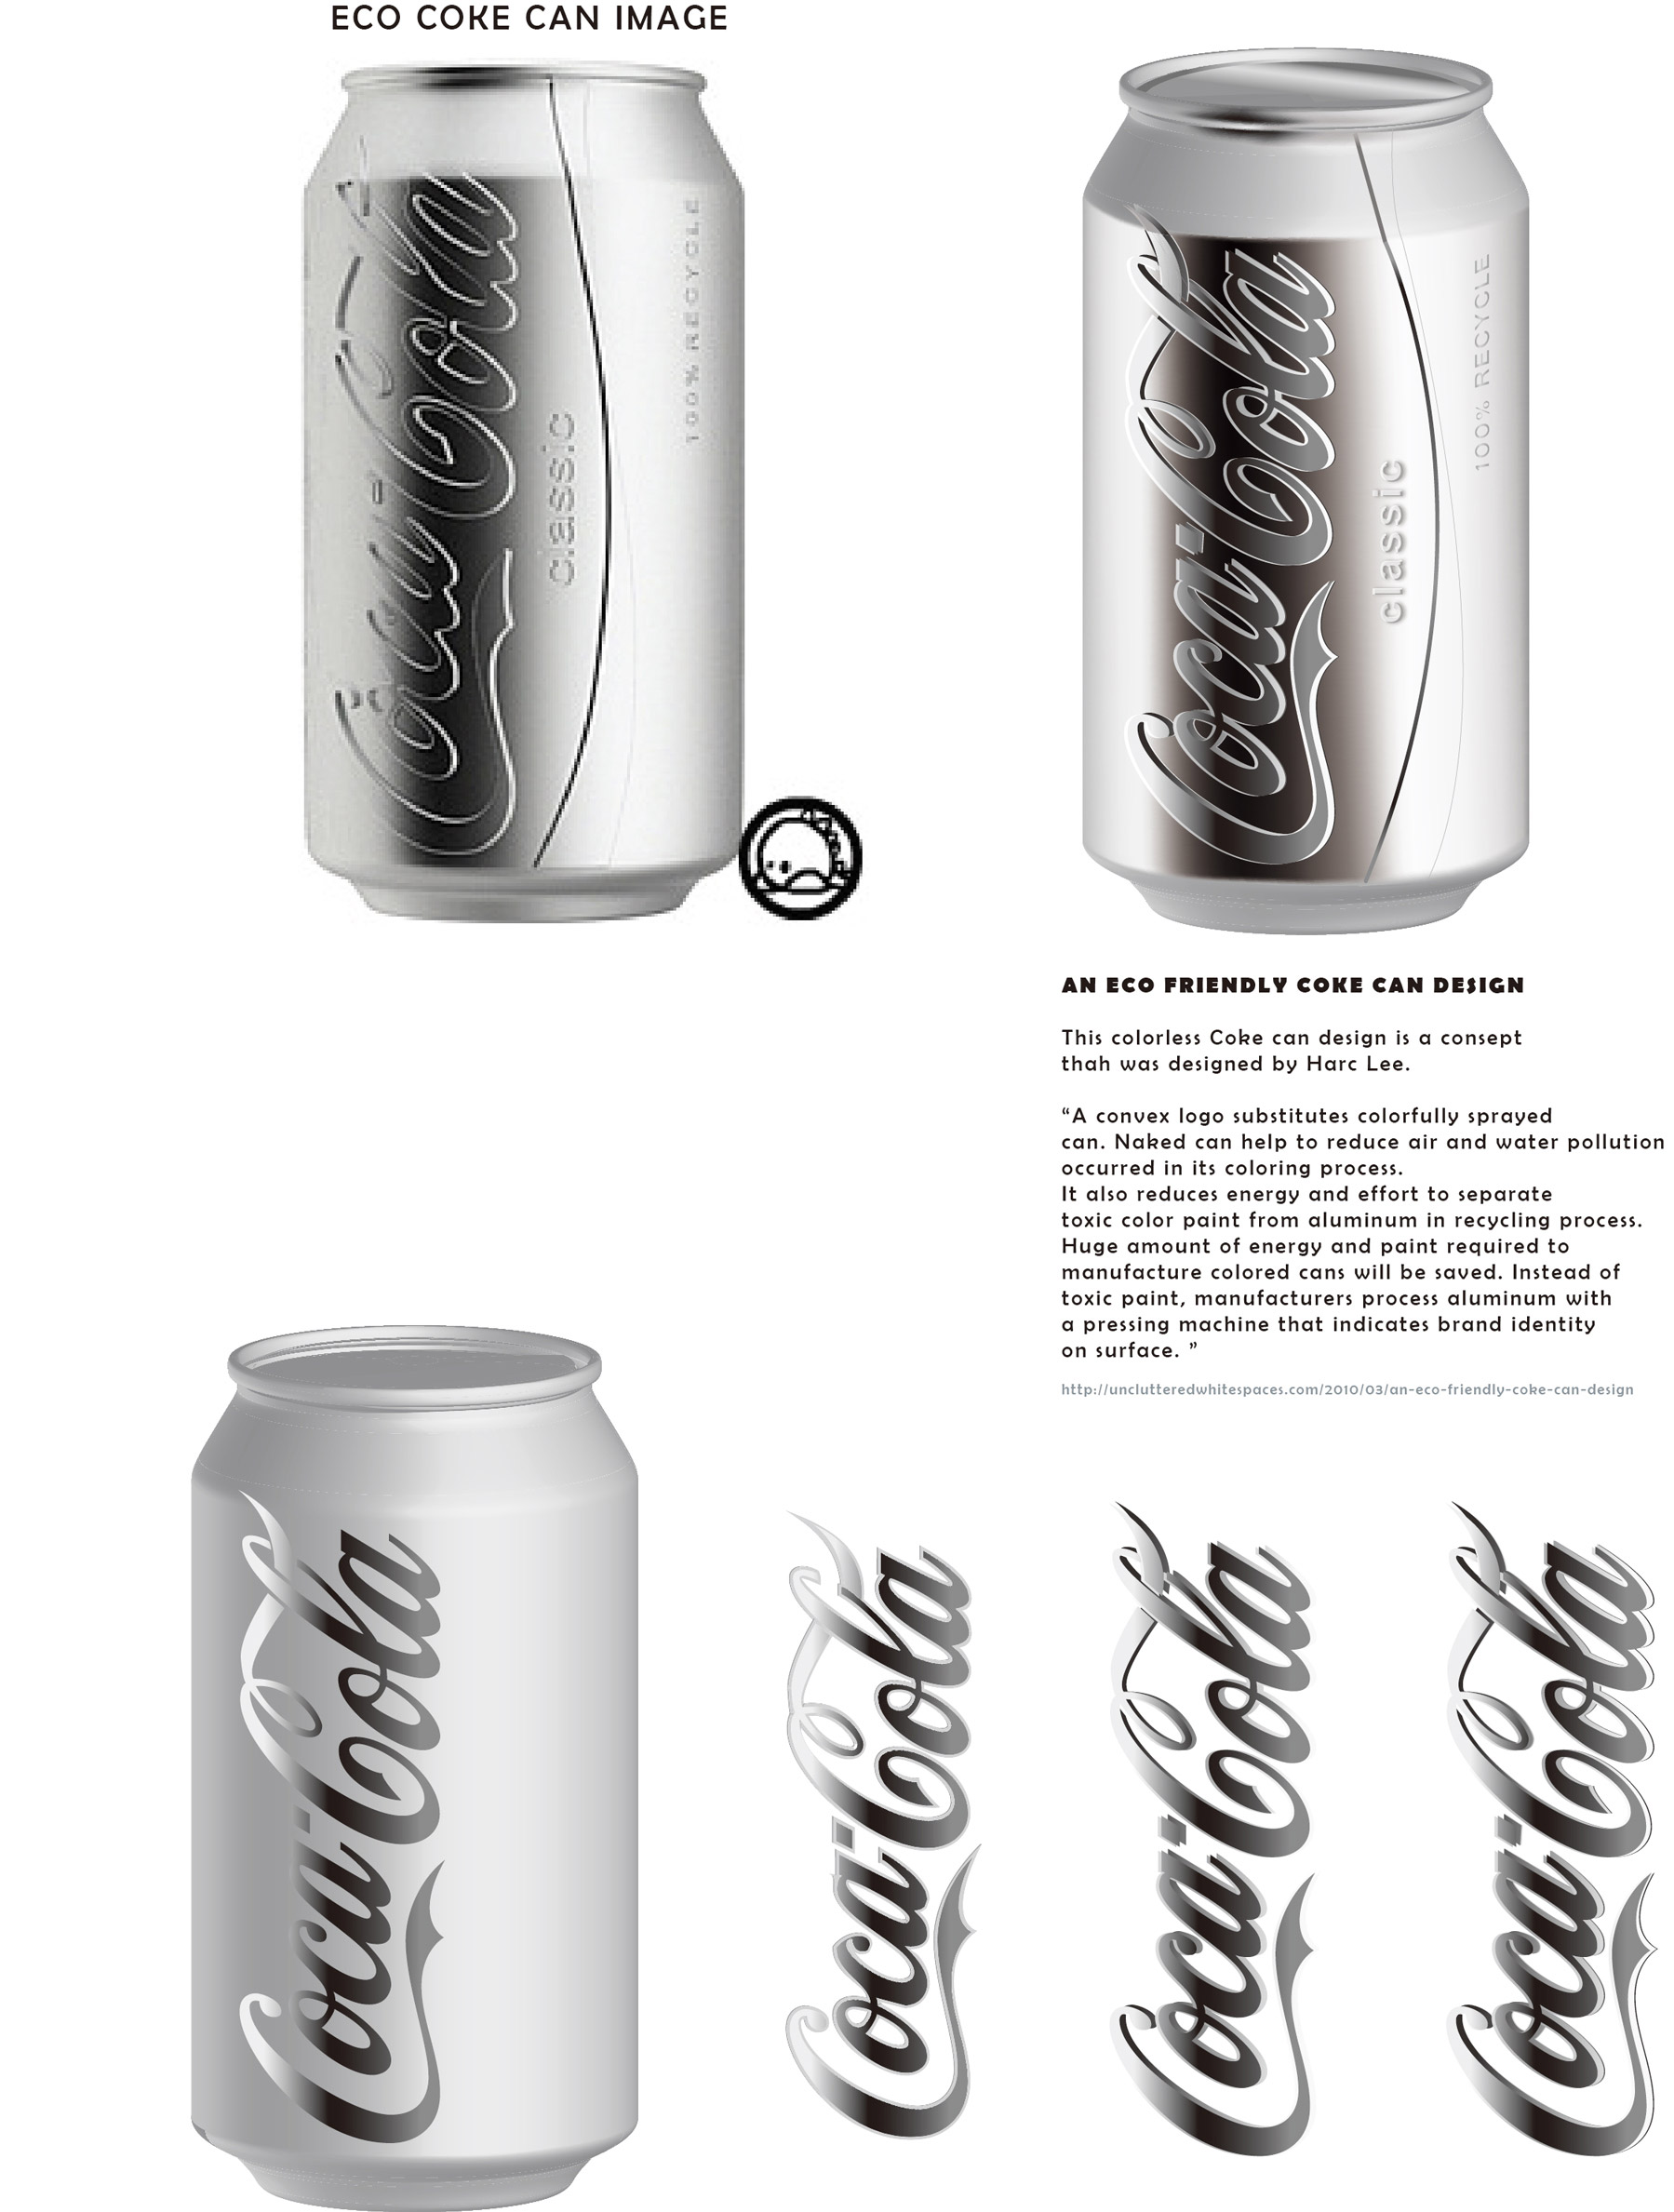 ECO COKE CAN IMAGE
Coca-Cola
classic
100% RECYCLE
Coca-Cola
classic
100% RECYCLE
AN ECO FRIENDLY COKE CAN DESIGN
This colorless Coke can design is a consept
thah was designed by Harc Lee.
“A convex logo substitutes colorfully sprayed
can. Naked can help to reduce air and water pollution
occurred in its coloring process.
It also reduces energy and effort to separate
toxic color paint from aluminum in recycling process.
Huge amount of energy and paint required to
manufacture colored cans will be saved. Instead of
toxic paint, manufacturers process aluminum with
a pressing machine that indicates brand identity
on surface. ”
http://unclutteredwhitespaces.com/2010/03/an-eco-friendly-coke-can-design
Coca-Cola
Coca-Cola
Coca-Cola
Coca-Cola